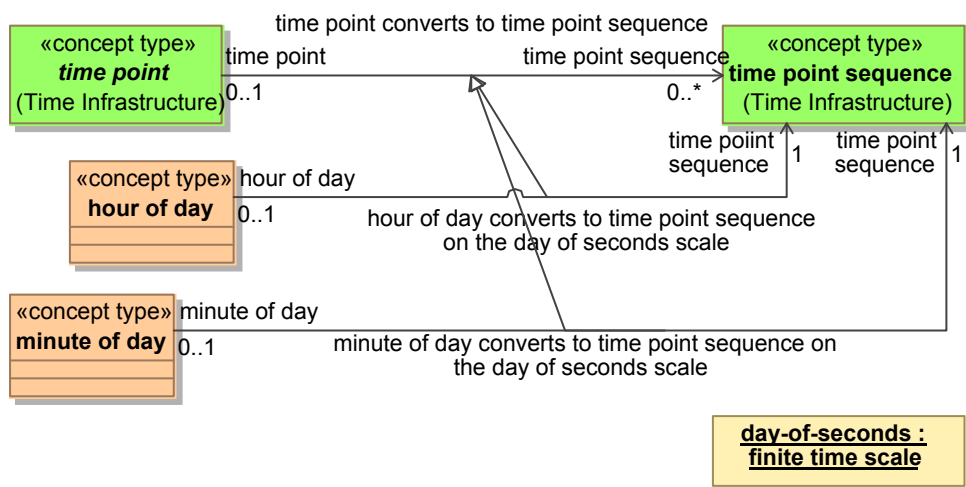 time point converts to time point sequence
«concept type»
time point
(Time Infrastructure)
time point
0..1
time point sequence
0..*
«concept type»
time point sequence
(Time Infrastructure)
time poiint
sequence
1
time point
sequence
1
«concept type»
hour of day
hour of day
0..1
hour of day converts to time point sequence
on the day of seconds scale
«concept type»
minute of day
minute of day
0..1
minute of day converts to time point sequence on
the day of seconds scale
day-of-seconds :
finite time scale